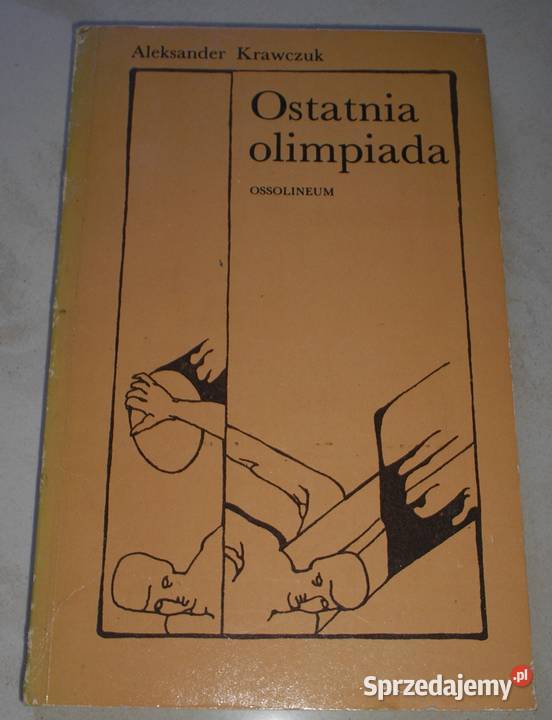 Aleksander Krawczuk
Ostatnia
olimpiada
OSSOLINEUM
Sprzedajemy.pl